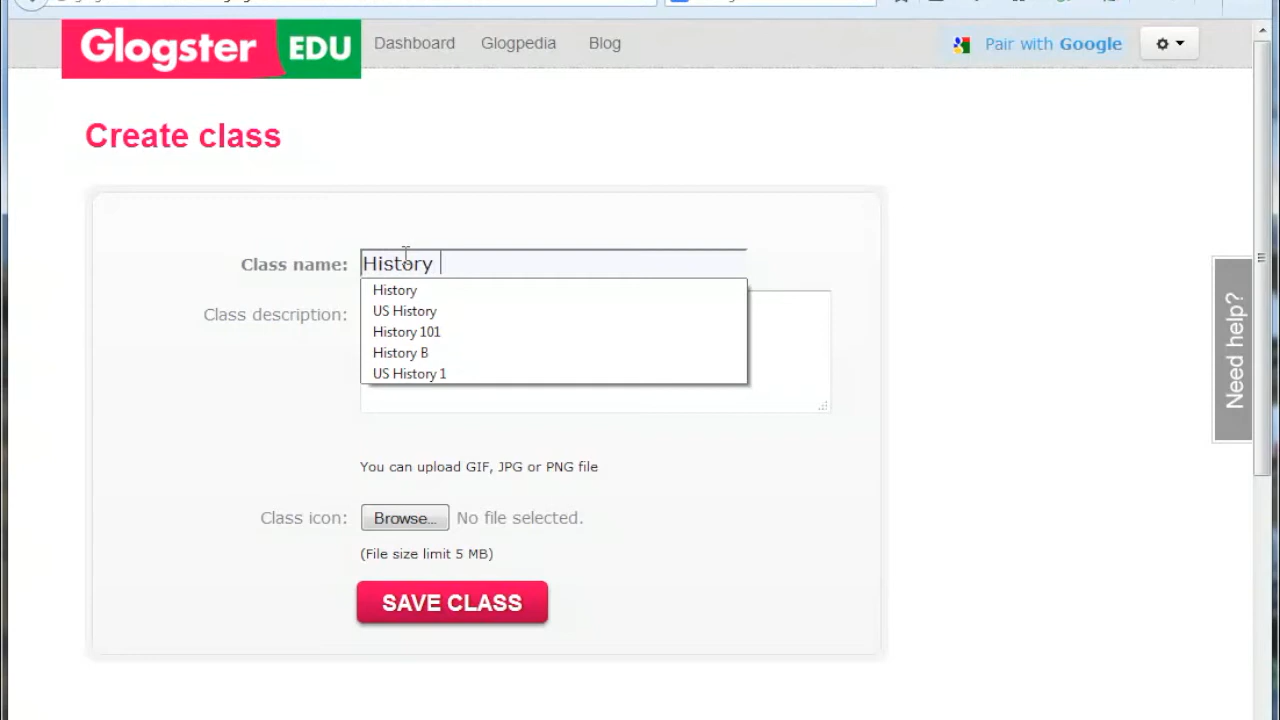 Glogster EDU Dashboard Glogpedia Blog Pair with Google
Create class
Class name: History
History
US History
History 101
History B
US History 1
Class description:
You can upload GIF, JPG or PNG file
Class icon: Browse... No file selected.
(File size limit 5 MB)
SAVE CLASS
Need help?